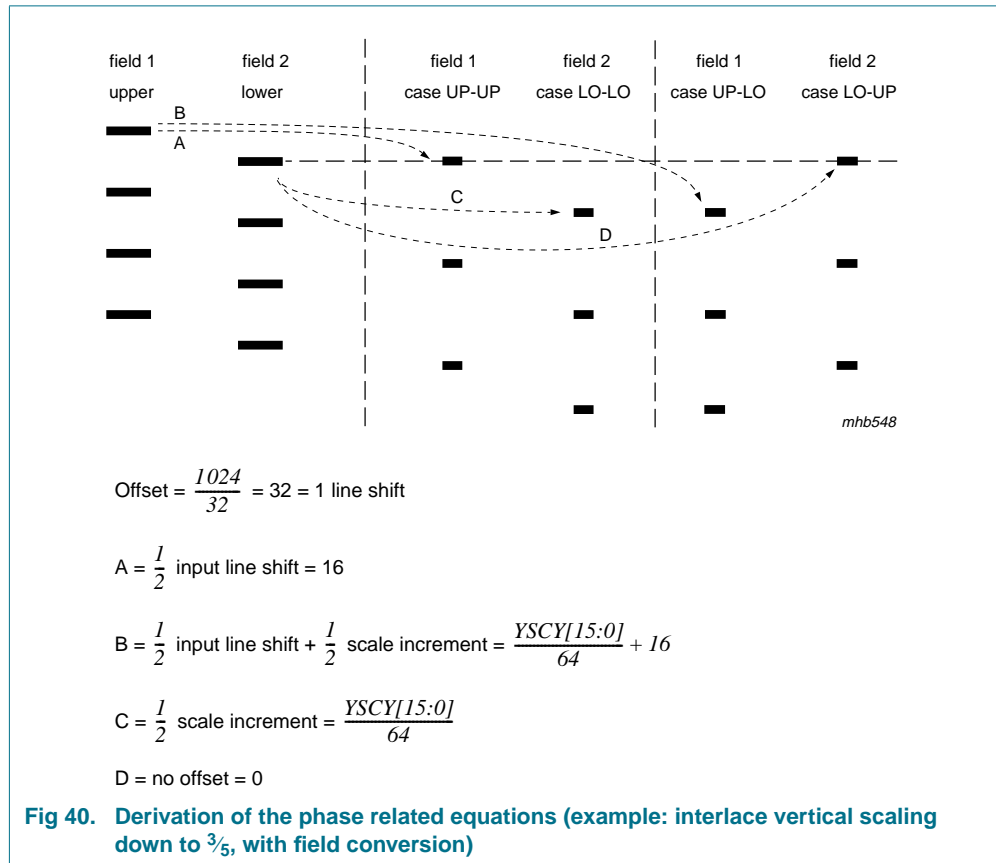 field 1 field 2 field 1 field 2 field 1 field 2
upper lower case UP-UP case LO-LO case UP-LO case LO-UP
B
A
C
D
mhb548
Offset = 1024/32 = 32 = 1 line shift
A = 1/2 input line shift = 16
B = 1/2 input line shift + 1/2 scale increment = YSCY[15:0]/64 + 16
C = 1/2 scale increment = YSCY[15:0]/64
D = no offset = 0
Fig 40. Derivation of the phase related equations (example: interlace vertical scaling
down to 3/5, with field conversion)